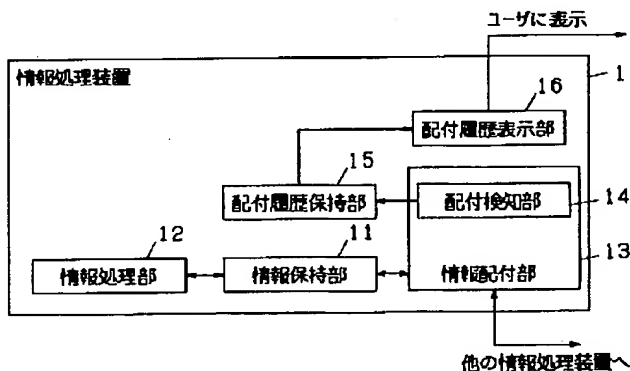 ユーザに表示
情報処理装置
1
16
配付履歴表示部
15
配付履歴保持部
配付検知部
14
12
11
13
情報処理部
情報保持部
情報配付部
他の情報処理装置へ